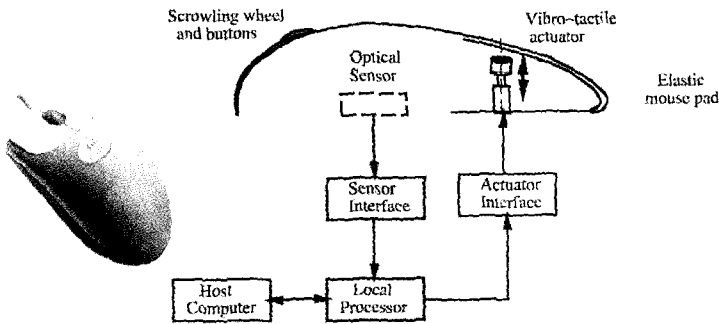 Scrowling wheel
and buttons
Vibro-tactile
actuator
Optical
Sensor
Elastic
mouse pad
Sensor
Interface
Actuator
Interface
Host
Computer
Local
Processor